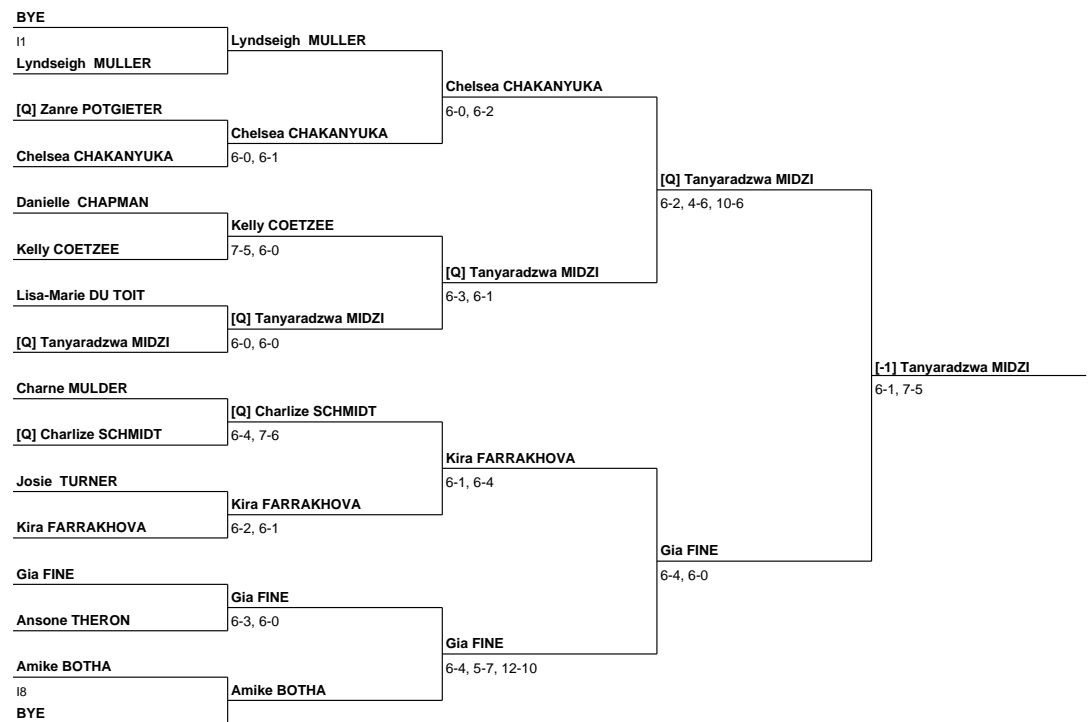 BYE
I1
Lyndseigh MULLER
Lyndseigh MULLER
[Q] Zanre POTGIETER
Chelsea CHAKANYUKA
Chelsea CHAKANYUKA
6-0, 6-1
Chelsea CHAKANYUKA
6-0, 6-2
Danielle CHAPMAN
Kelly COETZEE
Kelly COETZEE
7-5, 6-0
Lisa-Marie DU TOIT
[Q] Tanyaradzwa MIDZI
[Q] Tanyaradzwa MIDZI
6-0, 6-0
[Q] Tanyaradzwa MIDZI
6-3, 6-1
[Q] Tanyaradzwa MIDZI
6-2, 4-6, 10-6
Charne MULDER
[Q] Charlize SCHMIDT
[Q] Charlize SCHMIDT
6-4, 7-6
Josie TURNER
Kira FARRAKHOVA
Kira FARRAKHOVA
6-2, 6-1
Kira FARRAKHOVA
6-1, 6-4
Gia FINE
Ansone THERON
Gia FINE
6-3, 6-0
Amike BOTHA
I8
BYE
Amike BOTHA
Gia FINE
6-4, 5-7, 12-10
Gia FINE
6-4, 6-0
[-1] Tanyaradzwa MIDZI
6-1, 7-5